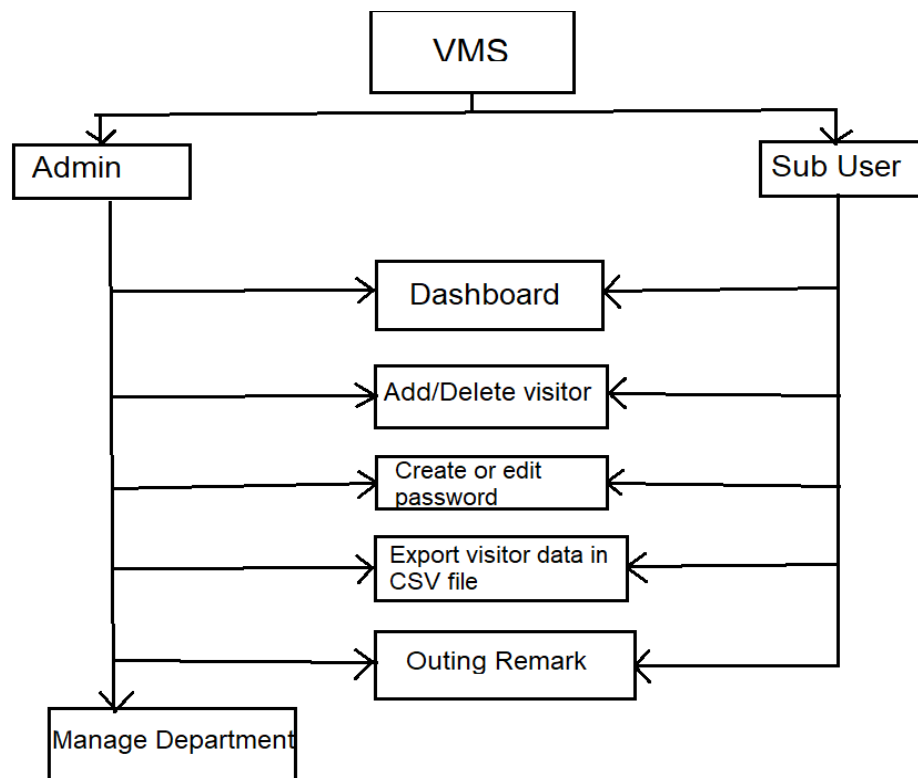 VMS
Admin
Sub User
Dashboard
Add/Delete visitor
Create or edit
password
Export visitor data in
CSV file
Outing Remark
Manage Department